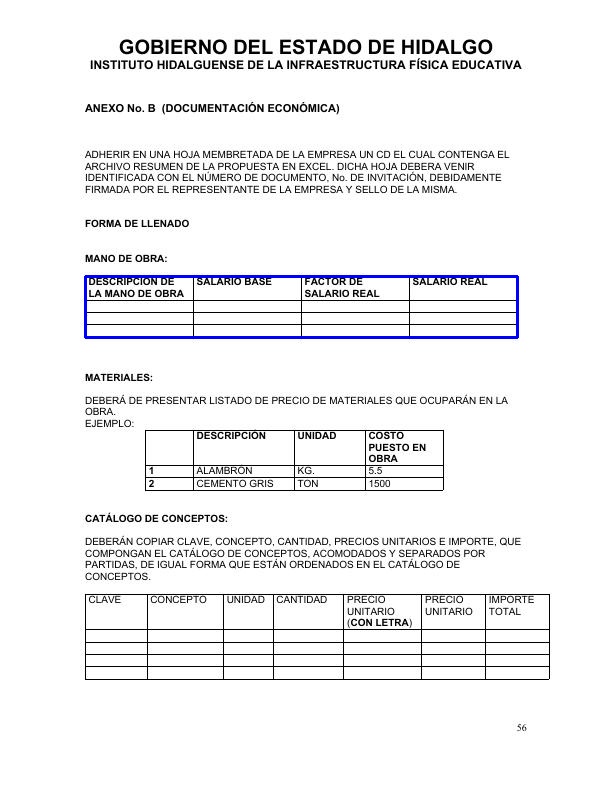 GOBIERNO DEL ESTADO DE HIDALGO
INSTITUTO HIDALGUENSE DE LA INFRAESTRUCTURA FÍSICA EDUCATIVA
ANEXO No. B (DOCUMENTACIÓN ECONÓMICA)
ADHERIR EN UNA HOJA MEMBRETADA DE LA EMPRESA UN CD EL CUAL CONTENGA EL
ARCHIVO RESUMEN DE LA PROPUESTA EN EXCEL. DICHA HOJA DEBERA VENIR
IDENTIFICADA CON EL NÚMERO DE DOCUMENTO, No. DE INVITACIÓN, DEBIDAMENTE
FIRMADA POR EL REPRESENTANTE DE LA EMPRESA Y SELLO DE LA MISMA.
FORMA DE LLENADO
MANO DE OBRA:
DESCRIPCIÓN DE SALARIO BASE FACTOR DE SALARIO REAL
LA MANO DE OBRA SALARIO REAL
MATERIALES:
DEBERÁ DE PRESENTAR LISTADO DE PRECIO DE MATERIALES QUE OCUPARÁN EN LA
OBRA.
EJEMPLO:
DESCRIPCIÓN UNIDAD COSTO
PUESTO EN
OBRA
1 ALAMBRÓN KG. 5.5
2 CEMENTO GRIS TON 1500
CATÁLOGO DE CONCEPTOS:
DEBERÁN COPIAR CLAVE, CONCEPTO, CANTIDAD, PRECIOS UNITARIOS E IMPORTE, QUE
COMPONGAN EL CATÁLOGO DE CONCEPTOS, ACOMODADOS Y SEPARADOS POR
PARTIDAS, DE IGUAL FORMA QUE ESTÁN ORDENADOS EN EL CATÁLOGO DE
CONCEPTOS.
CLAVE CONCEPTO UNIDAD CANTIDAD PRECIO PRECIO IMPORTE
UNITARIO UNITARIO TOTAL
(CON LETRA)
56